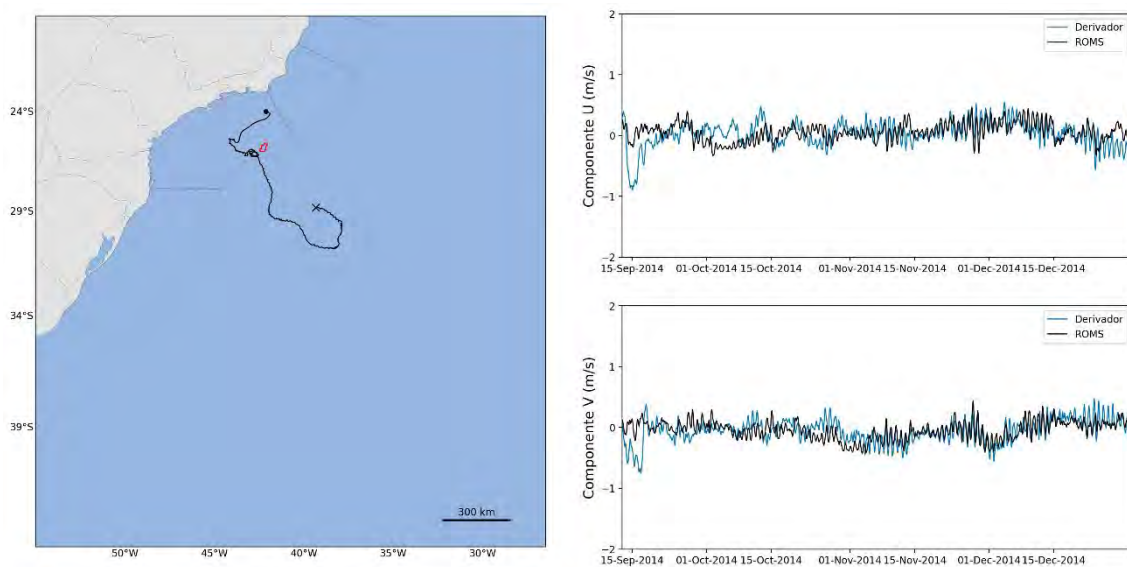 24°S
29°S
34°S
39°S
300 km
50°W 45°W 40°W 35°W 30°W
Componente U (m/s)
2
1
0
−1
−2
Derivador
ROMS
15-Sep-2014 01-Oct-2014 15-Oct-2014 01-Nov-2014 15-Nov-2014 01-Dec-2014 15-Dec-2014
Componente V (m/s)
2
1
0
−1
−2
Derivador
ROMS
15-Sep-2014 01-Oct-2014 15-Oct-2014 01-Nov-2014 15-Nov-2014 01-Dec-2014 15-Dec-2014